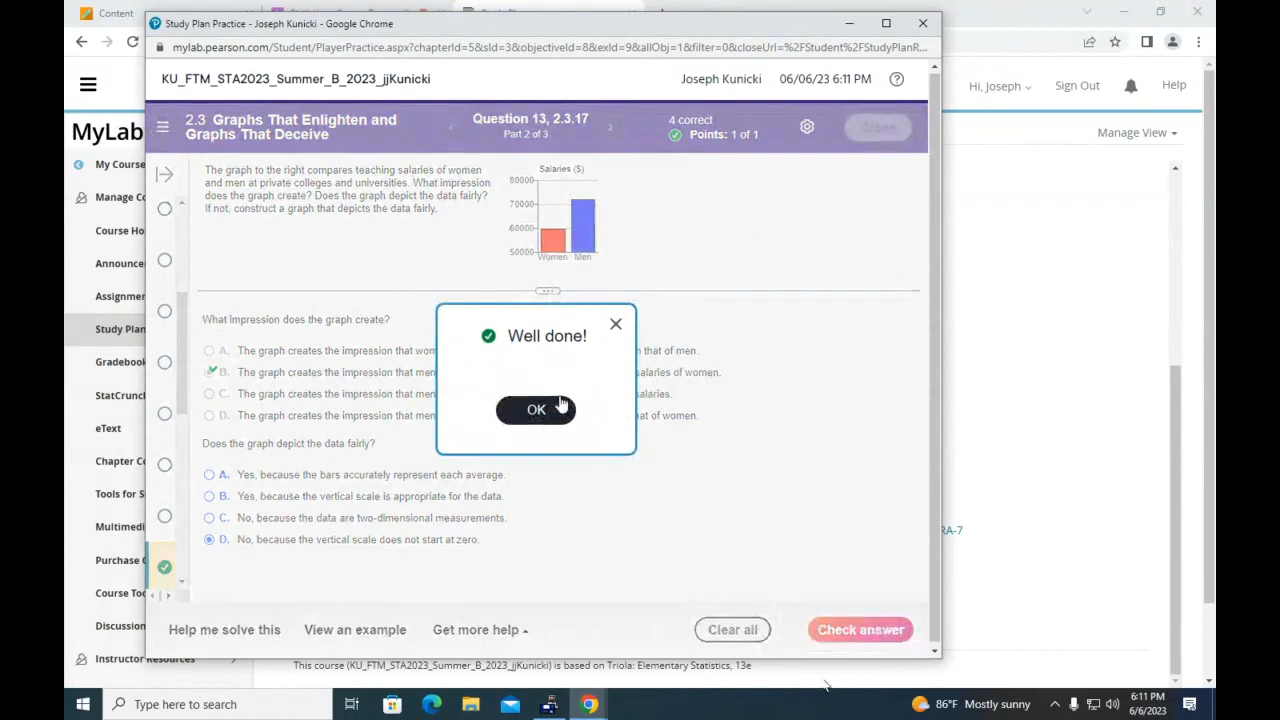 Content
Study Plan Practice - Joseph Kunicki - Google Chrome
mylab.pearson.com/Student/PlayerPractice.aspx?chapterId=5&sId=3&objectiveId=8&exId=9&allObj=1&filter=0&closeUrl=%2FStudent%2FStudyPlanR...
KU_FTM_STA2023_Summer_B_2023_jjKunicki
Joseph Kunicki
06/06/23 6:11 PM
Hi, Joseph
Sign Out
Help
2.3 Graphs That Enlighten and
Graphs That Deceive
Question 13, 2.3.17
Part 2 of 3
4 correct
Points: 1 of 1
Close
MyLab
Manage View
My Course
Manage Co
Course Ho
Announce
Assignmen
Study Plan
Gradebook
StatCrunch
eText
Chapter Co
Tools for S
Multimedi
Purchase O
Course Too
Discussion
Instructor Resources
The graph to the right compares teaching salaries of women
and men at private colleges and universities. What impression
does the graph create? Does the graph depict the data fairly?
If not, construct a graph that depicts the data fairly.
Salaries ($)
80000
70000
60000
50000
Women Men
What impression does the graph create?
A. The graph creates the impression that wom n that of men.
B. The graph creates the impression that men salaries of women.
C. The graph creates the impression that men salaries.
D. The graph creates the impression that men hat of women.
Well done!
OK
Does the graph depict the data fairly?
A. Yes, because the bars accurately represent each average.
B. Yes, because the vertical scale is appropriate for the data.
C. No, because the data are two-dimensional measurements.
D. No, because the vertical scale does not start at zero.
RA-7
Help me solve this
View an example
Get more help
Clear all
Check answer
This course (KU_FTM_STA2023_Summer_B_2023_jjKunicki) is based on Triola: Elementary Statistics, 13e
Type here to search
86°F Mostly sunny
6:11 PM
6/6/2023